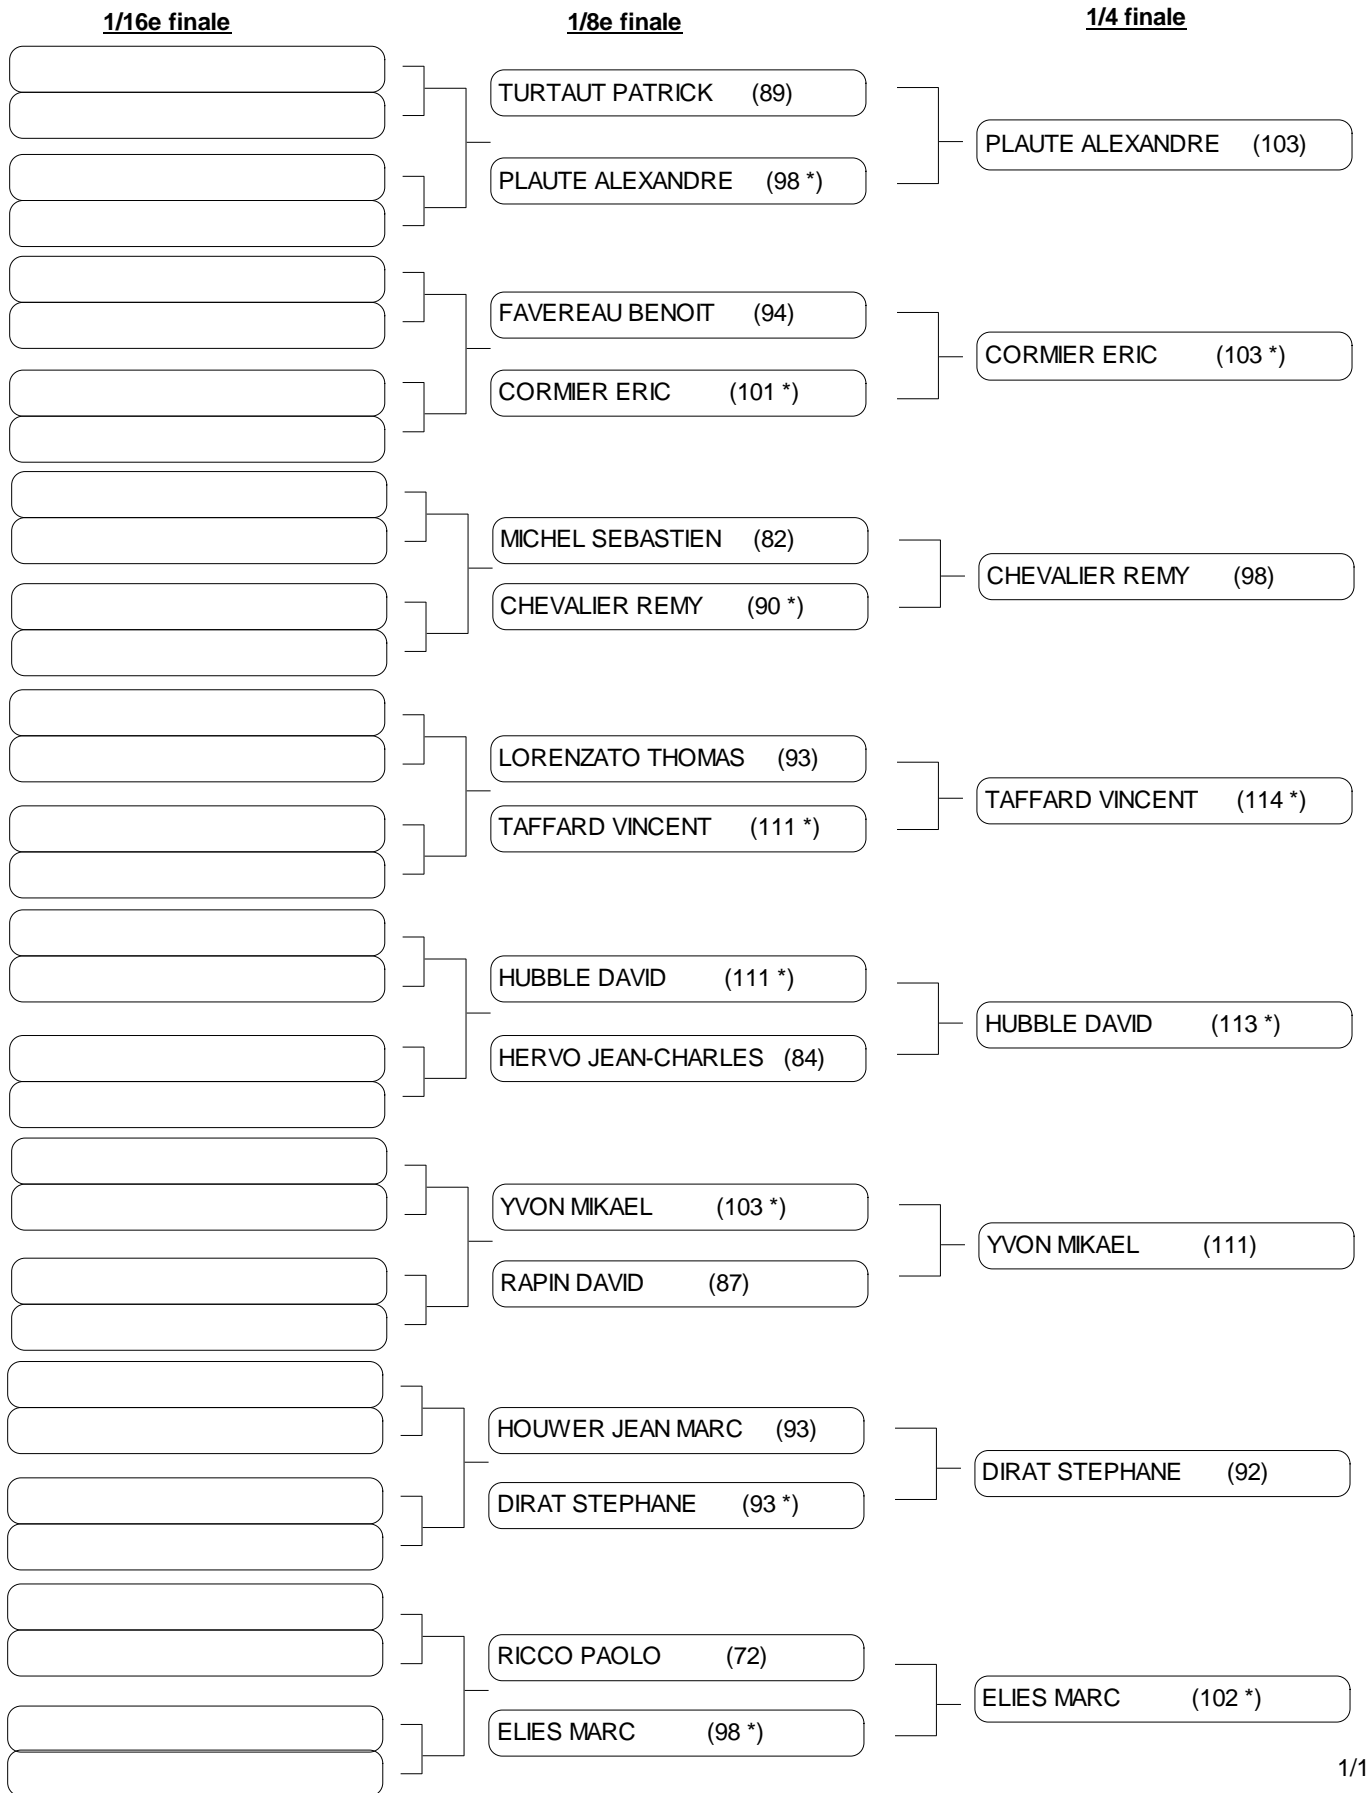 1/16e finale
1/8e finale
1/4 finale
TURTAUT PATRICK (89)
PLAUTE ALEXANDRE (103)
PLAUTE ALEXANDRE (98 *)
FAVEREAU BENOIT (94)
CORMIER ERIC (103 *)
CORMIER ERIC (101 *)
MICHEL SEBASTIEN (82)
CHEVALIER REMY (98)
CHEVALIER REMY (90 *)
LORENZATO THOMAS (93)
TAFFARD VINCENT (114 *)
TAFFARD VINCENT (111 *)
HUBBLE DAVID (111 *)
HUBBLE DAVID (113 *)
HERVO JEAN-CHARLES (84)
YVON MIKAEL (103 *)
YVON MIKAEL (111)
RAPIN DAVID (87)
HOUWER JEAN MARC (93)
DIRAT STEPHANE (92)
DIRAT STEPHANE (93 *)
RICCO PAOLO (72)
ELIES MARC (102 *)
ELIES MARC (98 *)
1/1